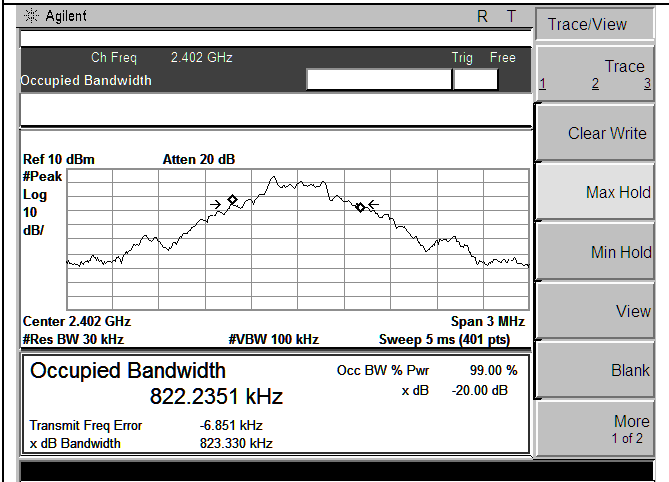 Agilent
R T
Trace/View
Ch Freq 2.402 GHz
Trig Free
Occupied Bandwidth
Trace
1 2 3
Clear Write
Ref 10 dBm Atten 20 dB
#Peak
Log
10
dB/
Max Hold
Min Hold
View
Center 2.402 GHz Span 3 MHz
#Res BW 30 kHz #VBW 100 kHz Sweep 5 ms (401 pts)
Occupied Bandwidth
822.2351 kHz
Occ BW % Pwr 99.00 %
x dB -20.00 dB
Blank
Transmit Freq Error -6.851 kHz
x dB Bandwidth 823.330 kHz
More
1 of 2